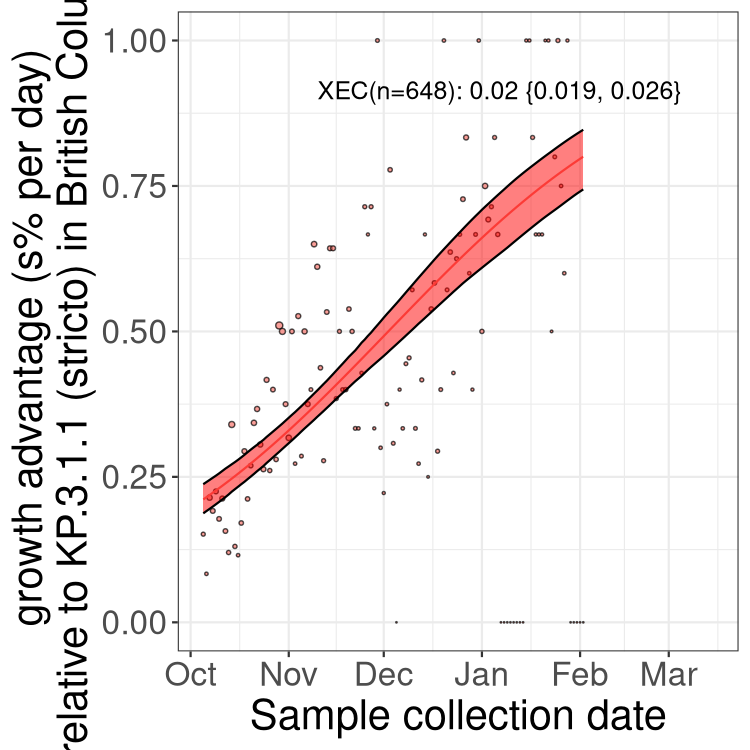 growth advantage (s% per day)
relative to KP.3.1.1 (stricto) in British Colu
1.00
0.75
0.50
0.25
0.00
XEC(n=648): 0.02 {0.019, 0.026}
Oct Nov Dec Jan Feb Mar
Sample collection date